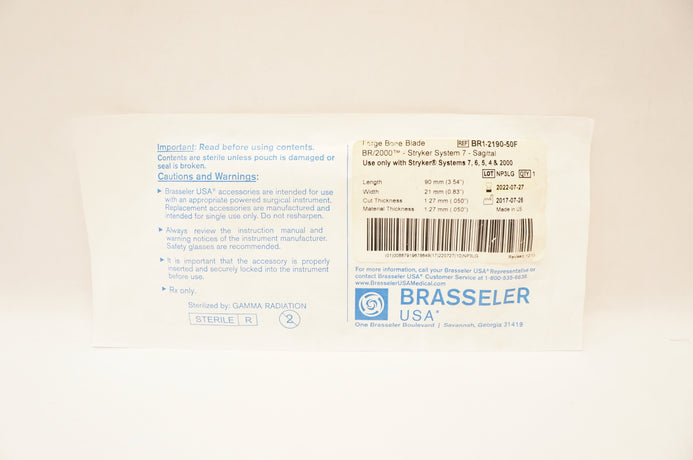 Important: Read before using contents.
Contents are sterile unless pouch is damaged or
seal is broken.
Cautions and Warnings:
▸ Brasseler USA® accessories are intended for use
with an appropriate powered surgical instrument.
Replacement accessories are manufactured and
intended for single use only. Do not resharpen.
▸ Always review the instruction manual and
warning notices of the instrument manufacturer.
Safety glasses are recommended.
▸ It is important that the accessory is properly
inserted and securely locked into the instrument
before use.
▸ Rx only.
Sterilized by: GAMMA RADIATION
STERILE R
2
Large Bone Blade REF BR1-2190-50F
BR/2000™ - Stryker System 7 - Sagittal
Use only with Stryker® Systems 7, 6, 5, 4 & 2000
LOT NP3LG QTY 1
Length 90 mm (3.54")
Width 21 mm (0.83")
Cut Thickness 1.27 mm (.050")
Material Thickness 1.27 mm (.050")
2022-07-27
2017-07-26
Made in US
Revised
For more information, call your Brasseler USA® Representative or
contact Brasseler USA® Customer Service at
www.BrasselerUSAMedical.com
BRASSELER
USA®
One Brasseler Boulevard | Savannah, Georgia 31419